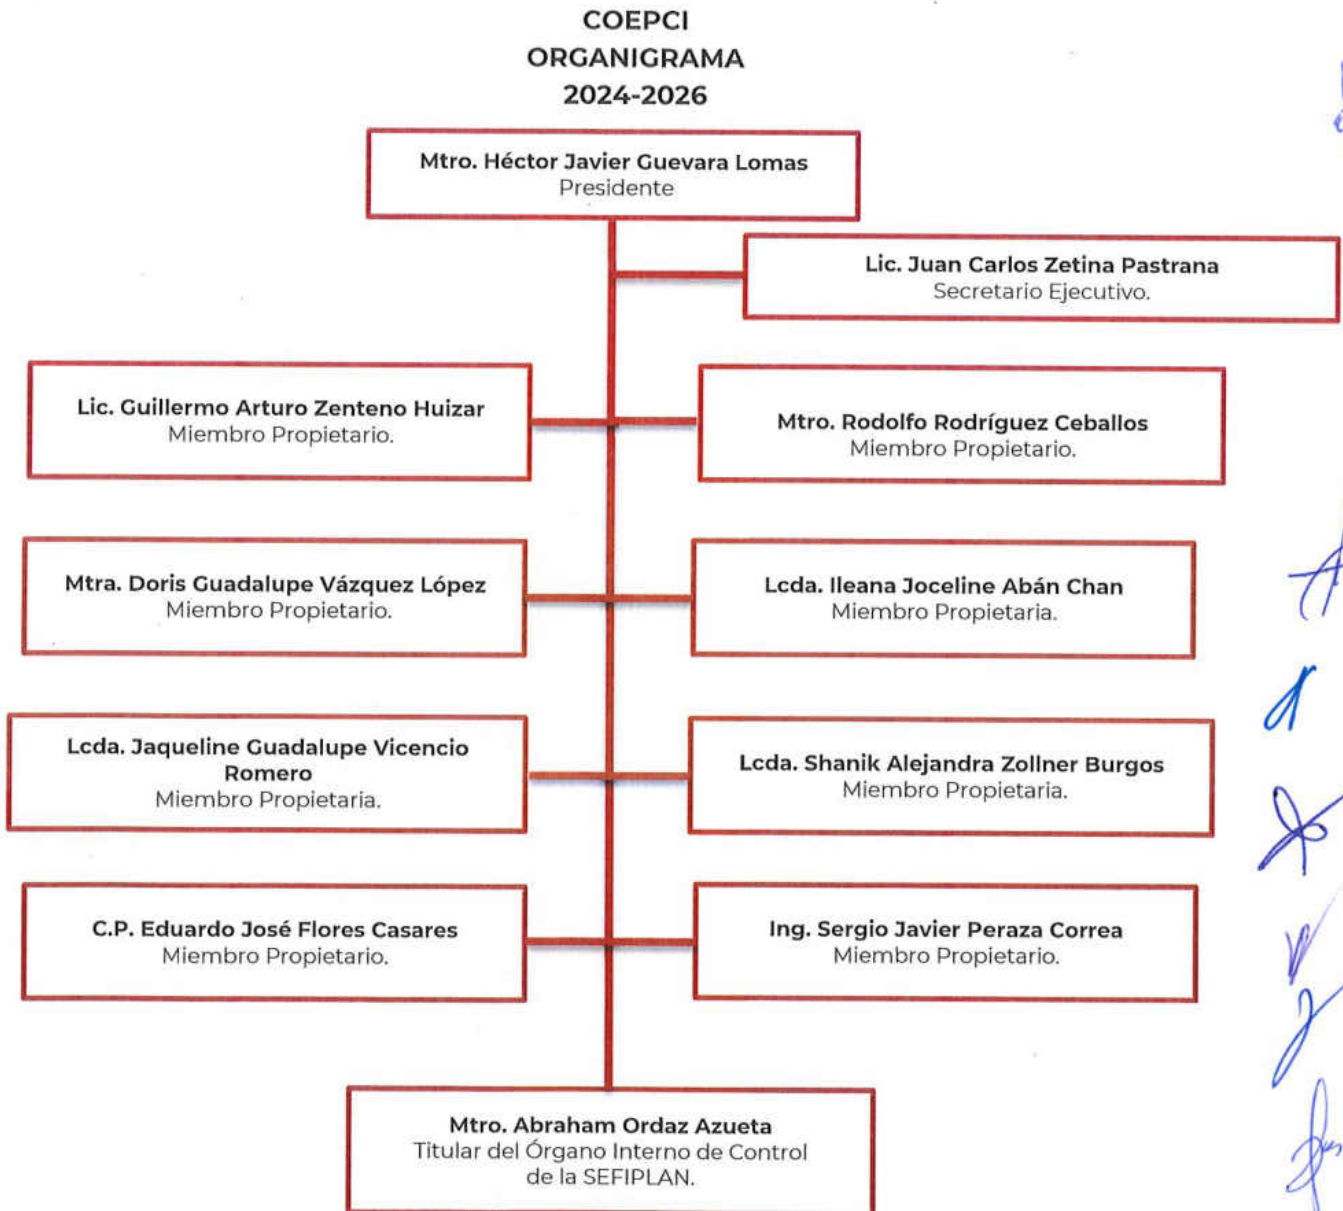 COEPCI
ORGANIGRAMA
2024-2026
Mtro. Héctor Javier Guevara Lomas
Presidente
Lic. Juan Carlos Zetina Pastrana
Secretario Ejecutivo.
Lic. Guillermo Arturo Zenteno Huizar
Miembro Propietario.
Mtro. Rodolfo Rodríguez Ceballos
Miembro Propietario.
Mtra. Doris Guadalupe Vázquez López
Miembro Propietario.
Lcda. Ileana Joceline Abán Chan
Miembro Propietaria.
Lcda. Jaqueline Guadalupe Vicencio
Romero
Miembro Propietaria.
Lcda. Shanik Alejandra Zollner Burgos
Miembro Propietaria.
C.P. Eduardo José Flores Casares
Miembro Propietario.
Ing. Sergio Javier Peraza Correa
Miembro Propietario.
Mtro. Abraham Ordaz Azueta
Titular del Órgano Interno de Control
de la SEFIPLAN.